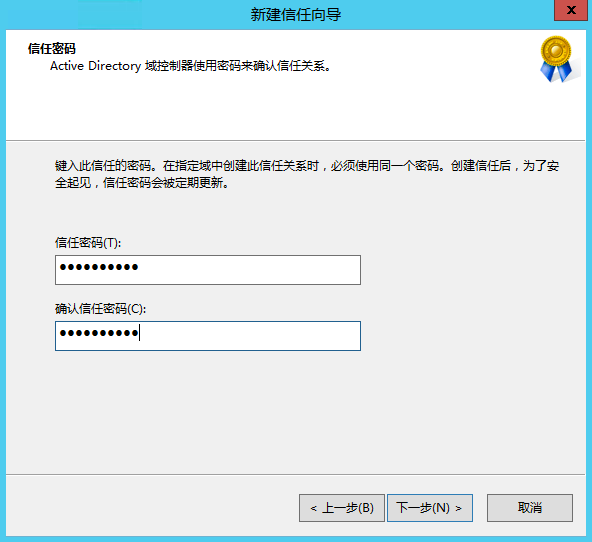 新建信任向导
x
信任密码
Active Directory 域控制器使用密码来确认信任关系。
键入此信任的密码。在指定域中创建此信任关系时，必须使用同一个密码。创建信任后，为了安
全起见，信任密码会被定期更新。
信任密码(T):
●●●●●●●●●●
确认信任密码(C):
●●●●●●●●●●
< 上一步(B) 下一步(N) > 取消